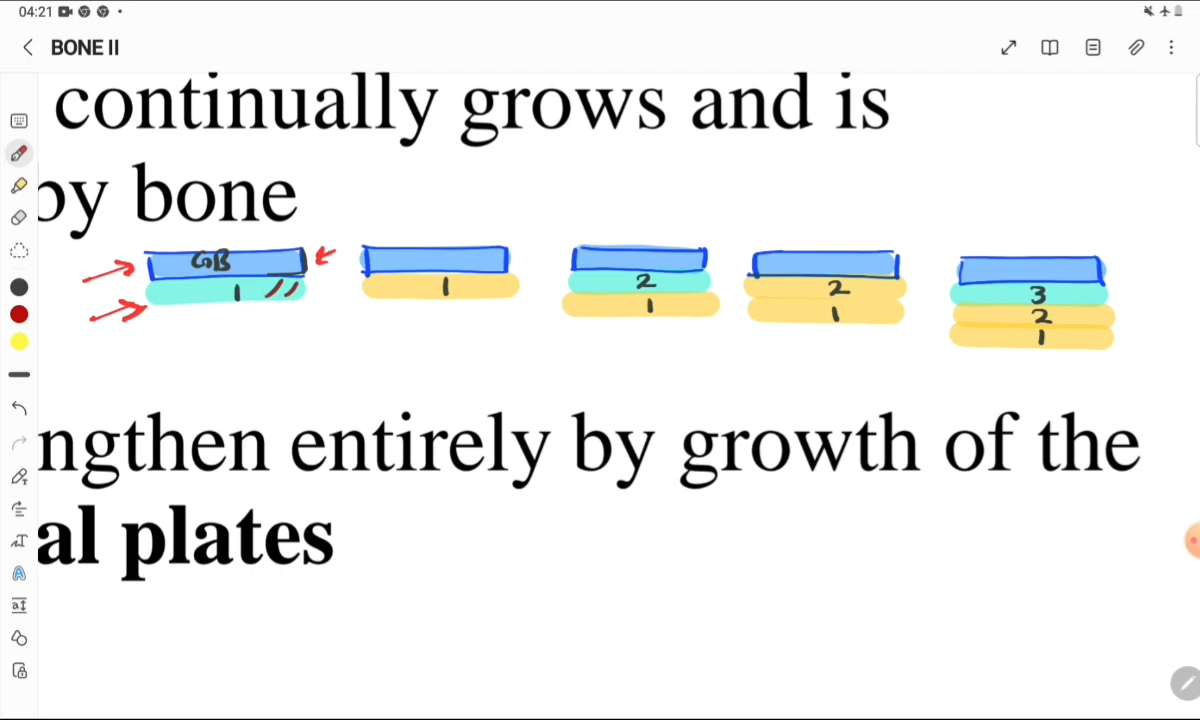 04:21
BONE II
continually grows and is
by bone
GB
1
1
2
1
2
1
3
2
1
ngthen entirely by growth of the
al plates